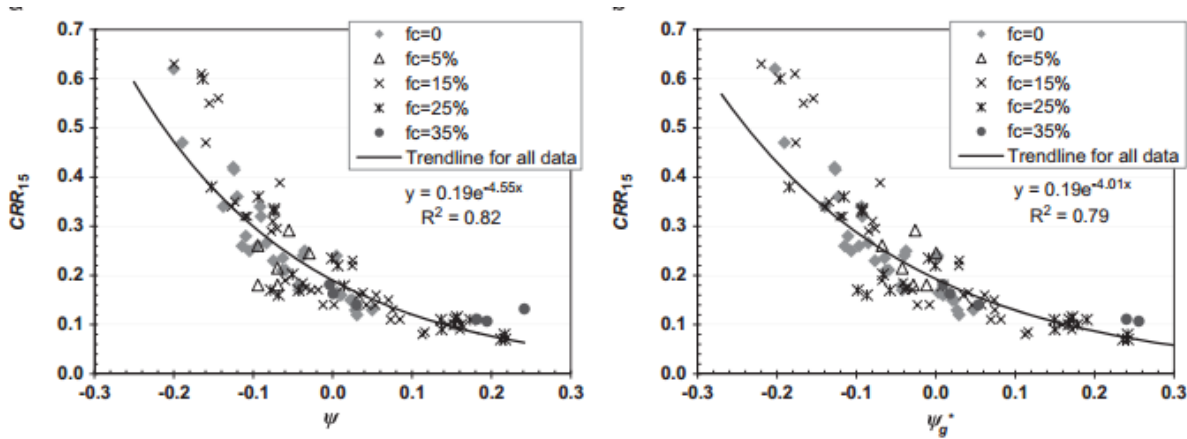 0.7
0.6
0.5
0.4
0.3
0.2
0.1
0.0
CRR₁₅
-0.3 -0.2 -0.1 0.0 0.1 0.2 0.3
ψ
fc=0
fc=5%
fc=15%
fc=25%
fc=35%
Trendline for all data
y = 0.19e⁻⁴·⁵⁵ˣ
R² = 0.82
0.7
0.6
0.5
0.4
0.3
0.2
0.1
0.0
CRR₁₅
-0.3 -0.2 -0.1 0.0 0.1 0.2 0.3
ψg*
fc=0
fc=5%
fc=15%
fc=25%
fc=35%
Trendline for all data
y = 0.19e⁻⁴·⁰¹ˣ
R² = 0.79